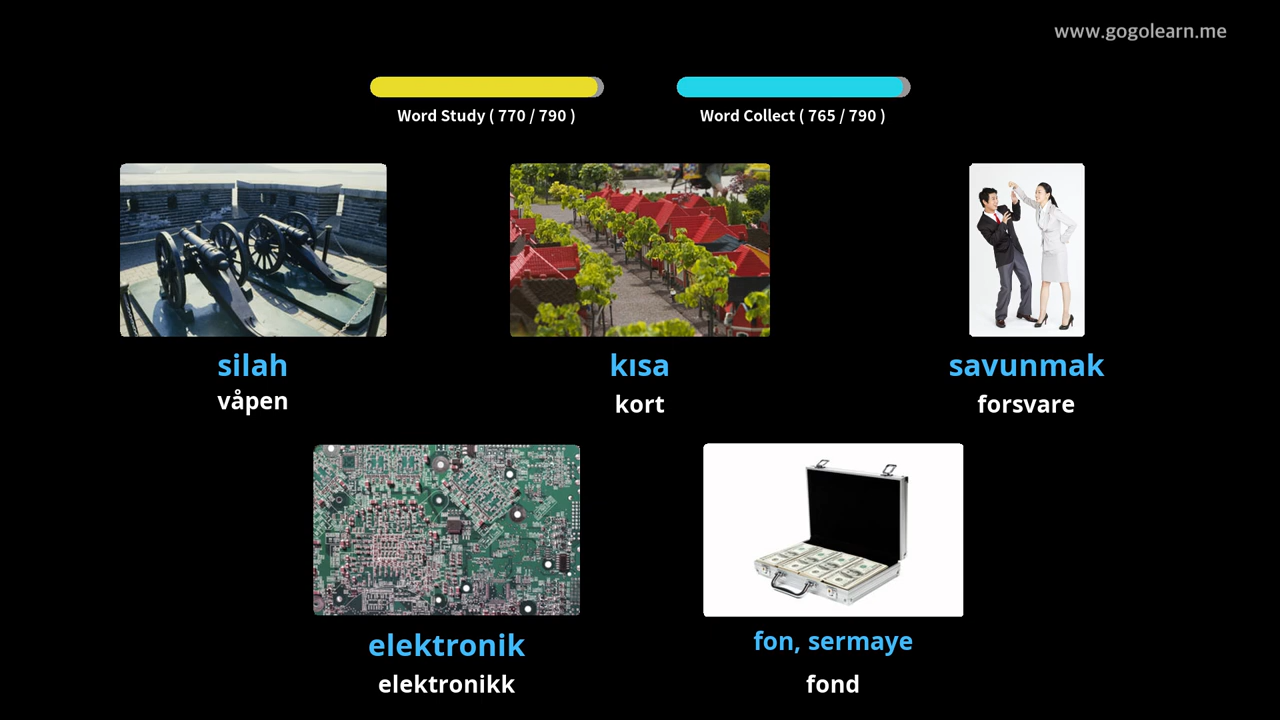 www.gogolearn.me
Word Study ( 770 / 790 )
Word Collect ( 765 / 790 )
silah
våpen
kısa
kort
savunmak
forsvare
elektronik
elektronikk
fon, sermaye
fond